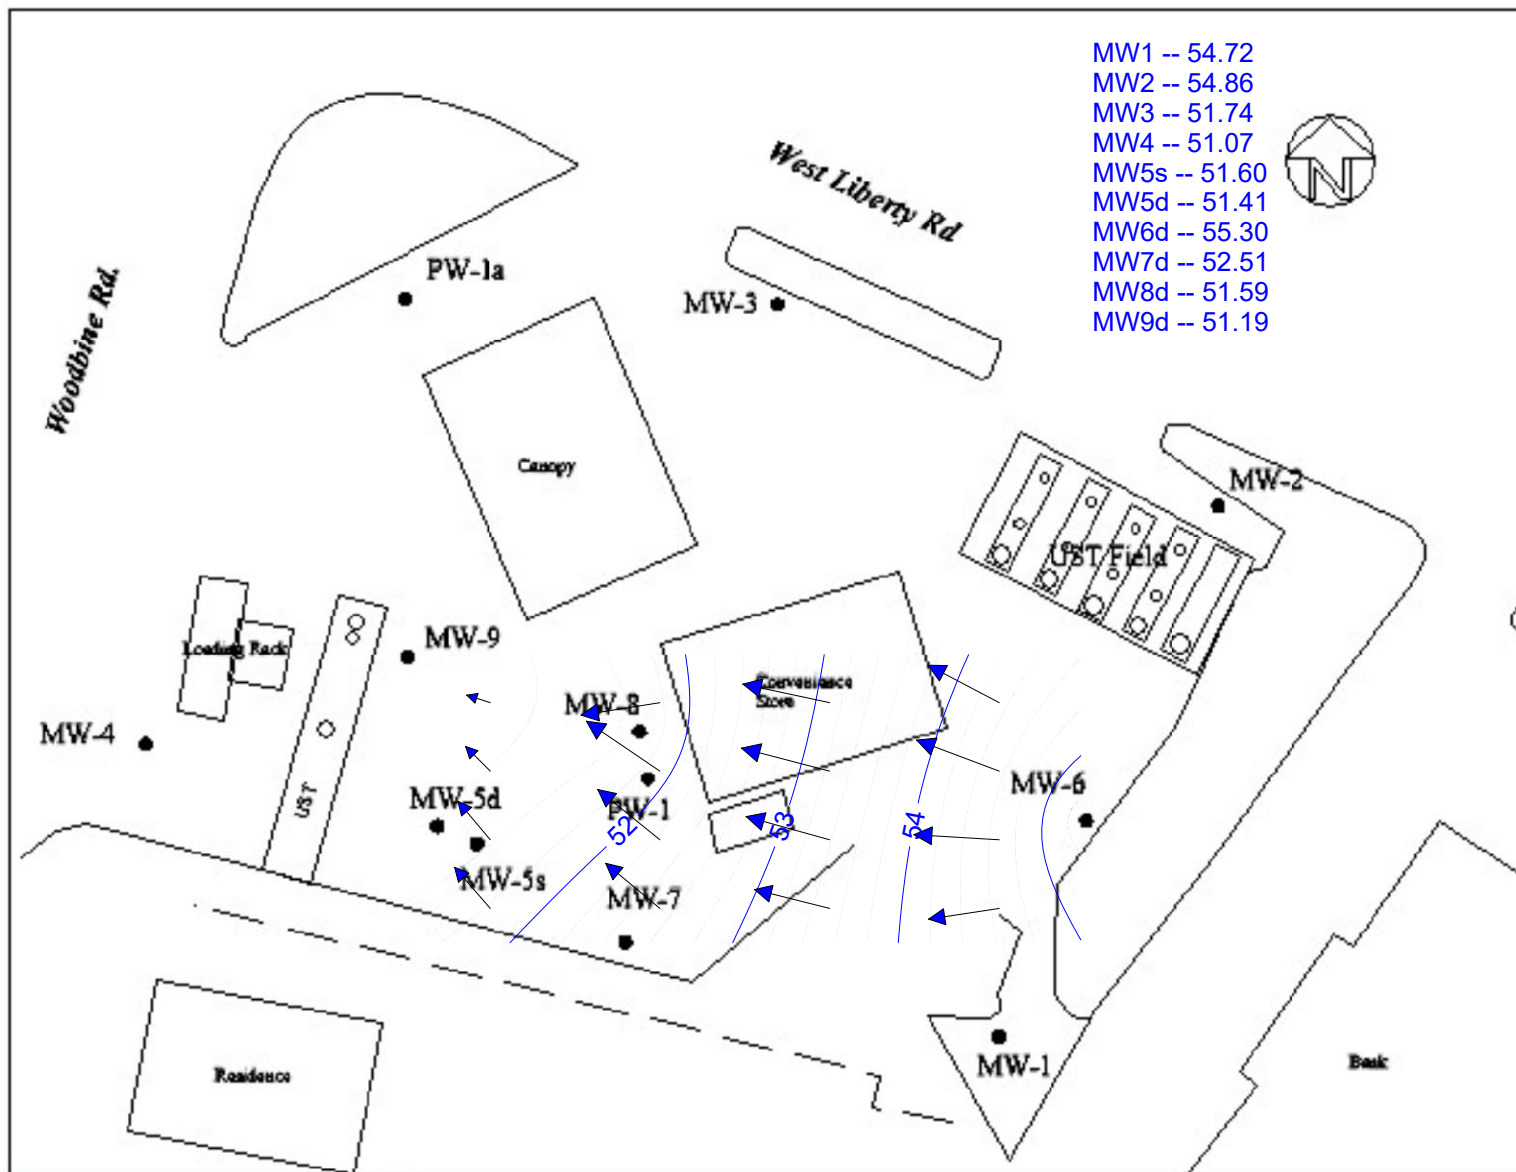 MW1 -- 54.72
MW2 -- 54.86
MW3 -- 51.74
MW4 -- 51.07
MW5s -- 51.60
MW5d -- 51.41
MW6d -- 55.30
MW7d -- 52.51
MW8d -- 51.59
MW9d -- 51.19
N
West Liberty Rd
Woodbine Rd.
PW-1a
MW-3
Canopy
MW-2
UST Field
Loading Rack
MW-9
Convenience
Store
MW-8
MW-4
UST
MW-5d
PW-1
MW-6
52
53
54
MW-5s
MW-7
MW-1
Residence
Bank